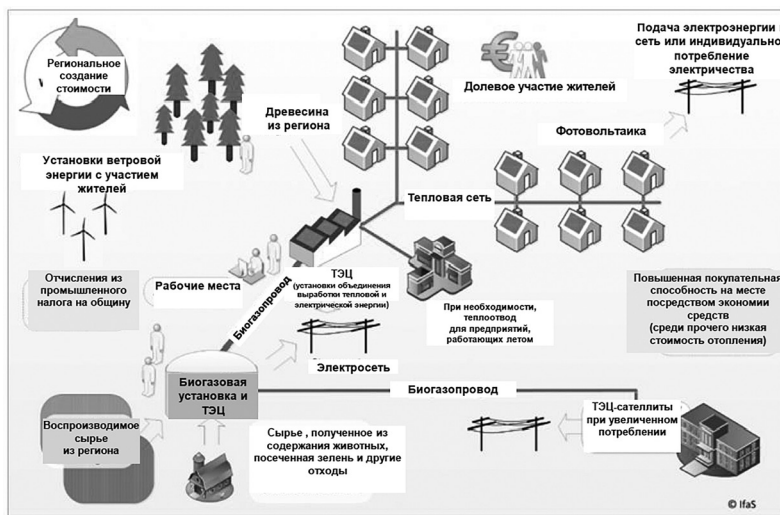 Региональное
создание
стоимости
Подача электроэнергии в
сеть или индивидуальное
потребление
электричества
Древесина
из региона
Долевое участие жителей
Фотовольтаика
Установки ветровой
энергии с участием
жителей
Тепловая сеть
Отчисления из
промышленного
налога на общину
Рабочие места
Биогазопровод
ТЭЦ
(установки объединения
выработки тепловой и
электрической энергии)
При необходимости,
теплоотвод
для предприятий,
работающих летом
Повышенная покупательная
способность на месте
посредством экономии
средств
(среди прочего низкая
стоимость отопления)
Электросеть
Биогазовая
установка и
ТЭЦ
Биогазопровод
ТЭЦ-сателлиты
при увеличенном
потреблении
Воспроизводимое
сырье
из региона
Сырье , полученное из
содержания животных,
посеченная зелень и другие
отходы
© IfaS